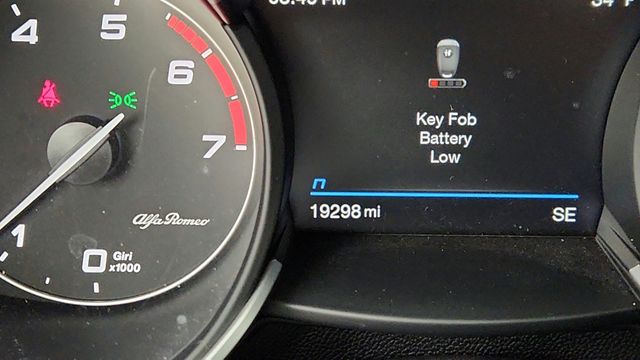 4
5
6
7
1
0
Giri
x1000
Alfa Romeo
Key Fob
Battery
Low
n
19298 mi
SE